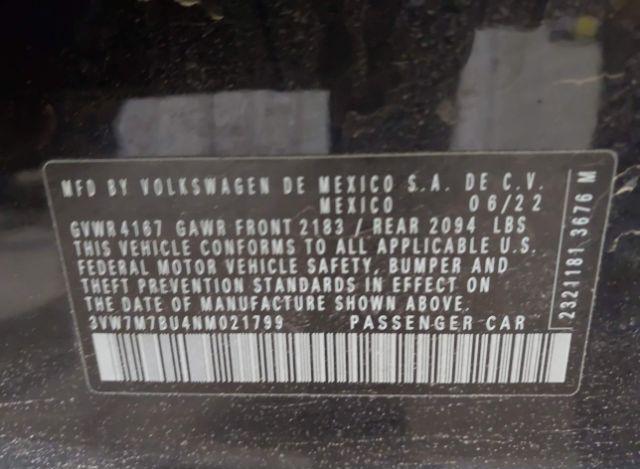 MFD BY VOLKSWAGEN DE MEXICO S.A. DE C.V.
MEXICO 06/22
GVWR 4167 GAWR FRONT 2183 / REAR 2094 LBS
THIS VEHICLE CONFORMS TO ALL APPLICABLE U.S.
FEDERAL MOTOR VEHICLE SAFETY, BUMPER AND
THEFT PREVENTION STANDARDS IN EFFECT ON
THE DATE OF MANUFACTURE SHOWN ABOVE.
3VW7M7BU4NM021799 PASSENGER CAR
2321181 3676 M